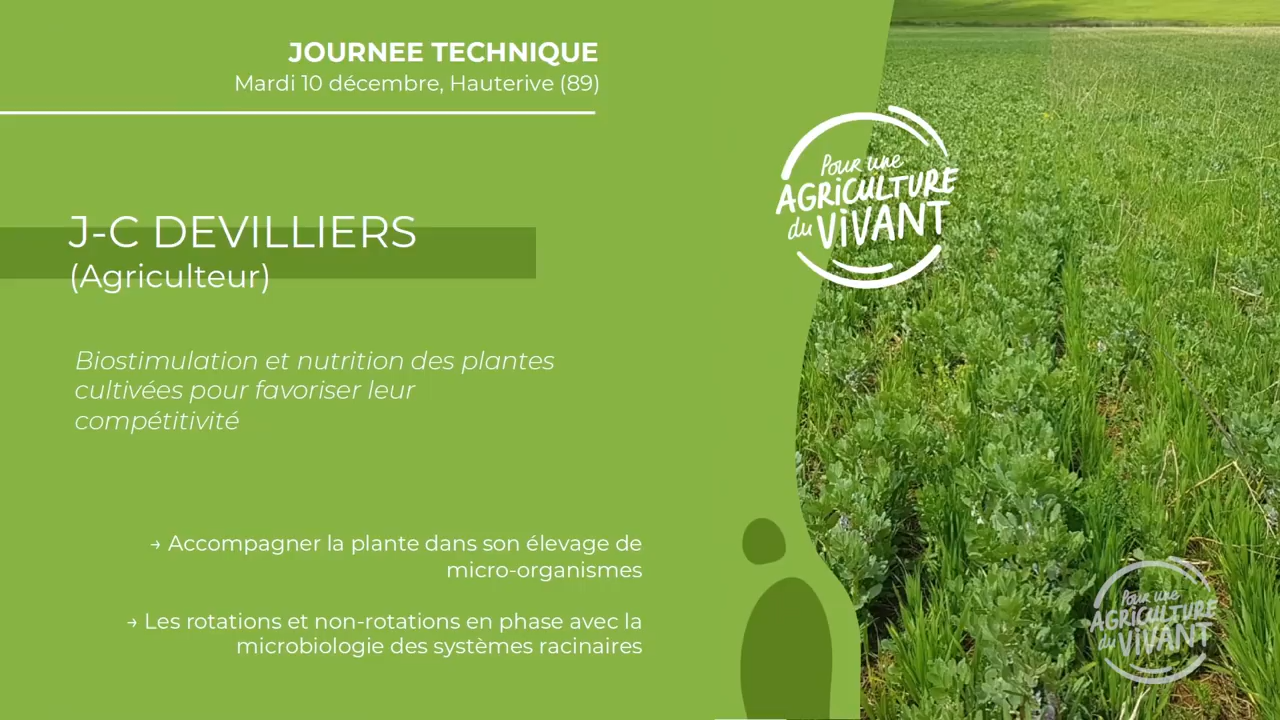 JOURNEE TECHNIQUE
Mardi 10 décembre, Hauterive (89)
Pour une
AGRiCULTURE
du ViVANT
J-C DEVILLIERS
(Agriculteur)
Biostimulation et nutrition des plantes
cultivées pour favoriser leur
compétitivité
→ Accompagner la plante dans son élevage de
micro-organismes
→ Les rotations et non-rotations en phase avec la
microbiologie des systèmes racinaires
Pour une
AGRiCULTURE
du ViVANT